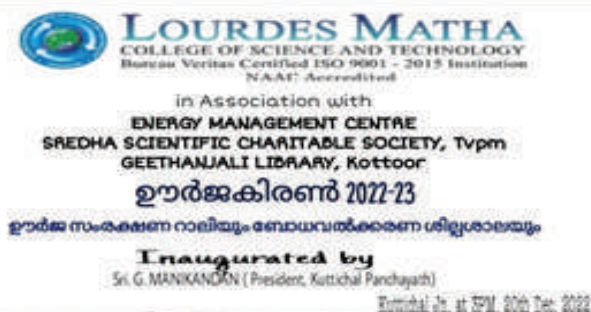 LOURDES MATHA
COLLEGE OF SCIENCE AND TECHNOLOGY
Bureau Veritas Certified ISO 9001 - 2015 Institution
NAAC Accredited
in Association with
ENERGY MANAGEMENT CENTRE
SREDHA SCIENTIFIC CHARITABLE SOCIETY, Tvpm
GEETHANJALI LIBRARY, Kottoor
ഊർജകിരൺ 2022-23
ഊർജ സംരക്ഷണ റാലിയും ബോധവൽക്കരണ ശില്പശാലയും
Inaugurated by
Sri. G. MANIKANDAN ( President, Kuttichal Panchayath)
Kuttichal Jn. at 3PM, 20th Dec. 2022